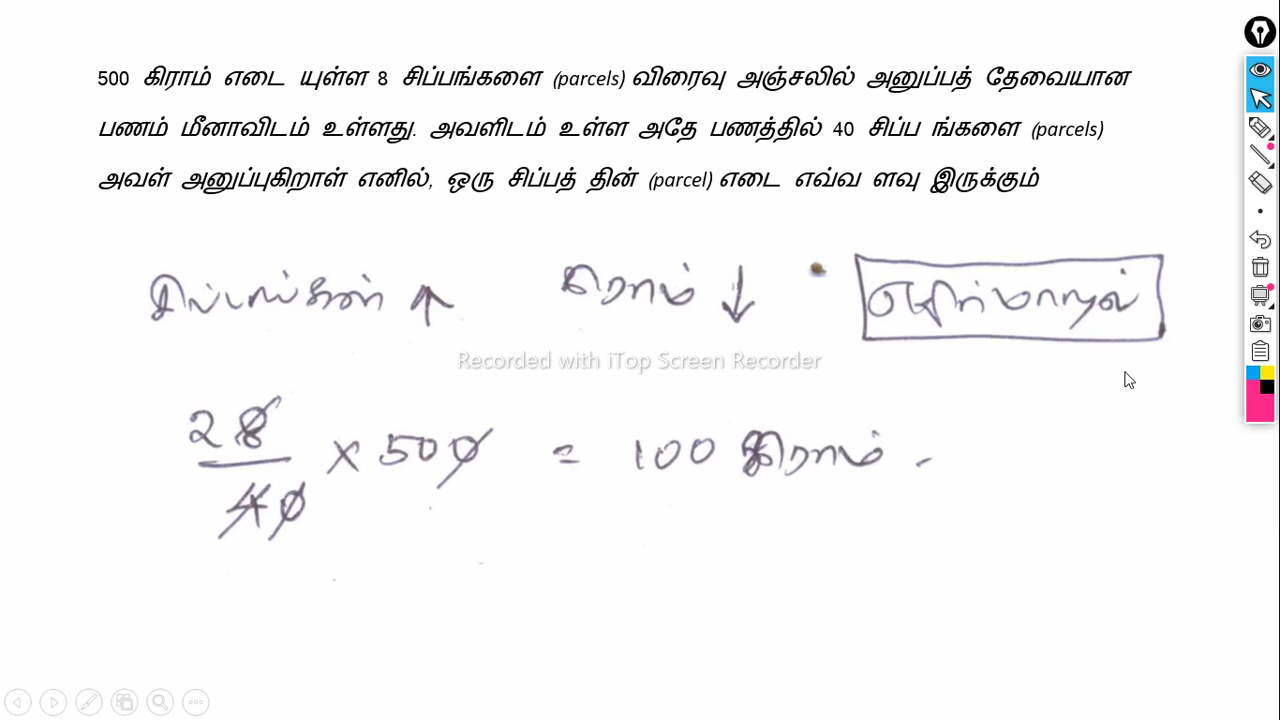 500 கிராம் எடை யுள்ள 8 சிப்பங்களை (parcels) விரைவு அஞ்சலில் அனுப்பத் தேவையான
பணம் மீனாவிடம் உள்ளது. அவளிடம் உள்ள அதே பணத்தில் 40 சிப்ப ங்களை (parcels)
அவள் அனுப்புகிறாள் எனில், ஒரு சிப்பத் தின் (parcel) எடை எவ்வ ளவு இருக்கும்
சிப்பங்கள் ↑ கிராம் ↓ எதிர்மாறல்
Recorded with iTop Screen Recorder
2 8
/40 × 500 = 100 கிராம்.